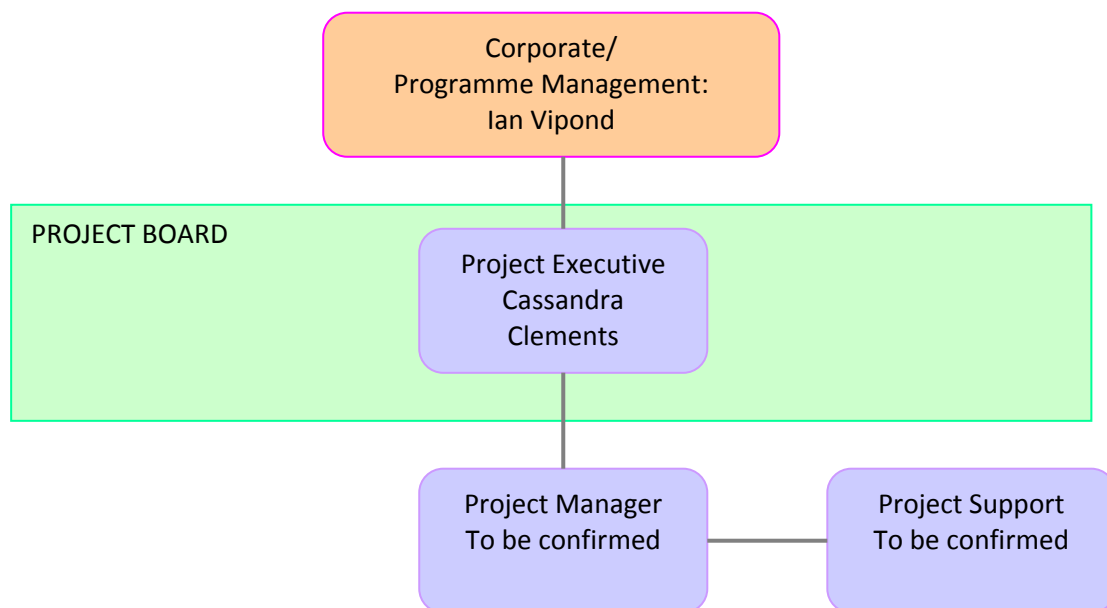 Corporate/
Programme Management:
Ian Vipond
PROJECT BOARD
Project Executive
Cassandra
Clements
Project Manager
To be confirmed
Project Support
To be confirmed